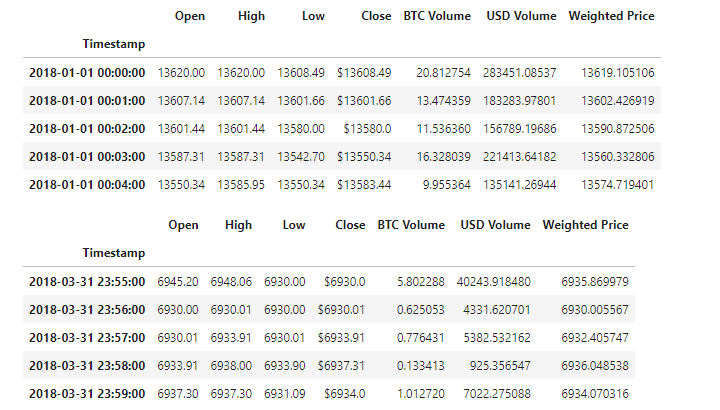 Open High Low Close BTC Volume USD Volume Weighted Price
Timestamp
2018-01-01 00:00:00 13620.00 13620.00 13608.49 $13608.49 20.812754 283451.08537 13619.105106
2018-01-01 00:01:00 13607.14 13607.14 13601.66 $13601.66 13.474359 183283.97801 13602.426919
2018-01-01 00:02:00 13601.44 13601.44 13580.00 $13580.0 11.536360 156789.19686 13590.872506
2018-01-01 00:03:00 13587.31 13587.31 13542.70 $13550.34 16.328039 221413.64182 13560.332806
2018-01-01 00:04:00 13550.34 13585.95 13550.34 $13583.44 9.955364 135141.26944 13574.719401
Open High Low Close BTC Volume USD Volume Weighted Price
Timestamp
2018-03-31 23:55:00 6945.20 6948.06 6930.00 $6930.0 5.802288 40243.918480 6935.869979
2018-03-31 23:56:00 6930.00 6930.01 6930.00 $6930.01 0.625053 4331.620701 6930.005567
2018-03-31 23:57:00 6930.01 6933.91 6930.01 $6933.91 0.776431 5382.532162 6932.405747
2018-03-31 23:58:00 6933.91 6938.00 6933.90 $6937.31 0.133413 925.356547 6936.048538
2018-03-31 23:59:00 6937.30 6937.30 6931.09 $6934.0 1.012720 7022.275088 6934.070316